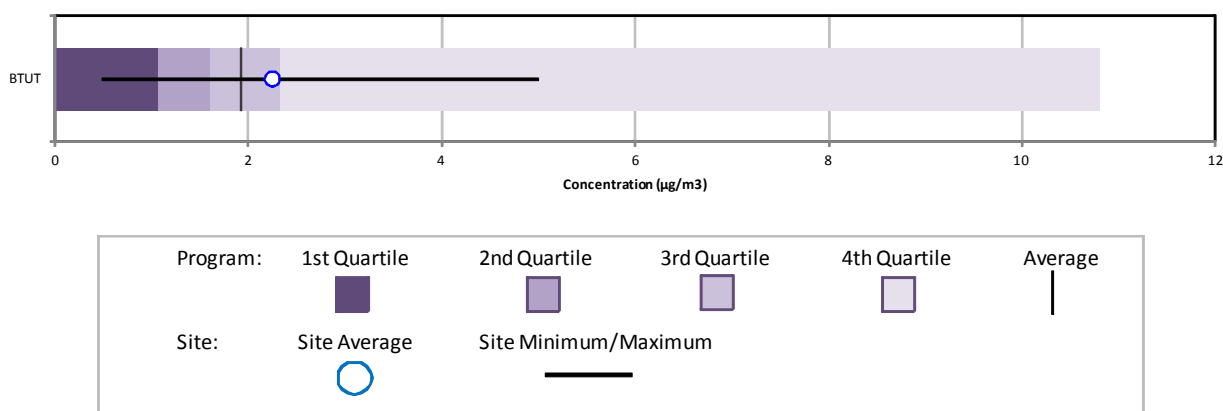 BTUT
0 2 4 6 8 10 12
Concentration (µg/m3)
Program: 1st Quartile 2nd Quartile 3rd Quartile 4th Quartile Average
Site: Site Average Site Minimum/Maximum